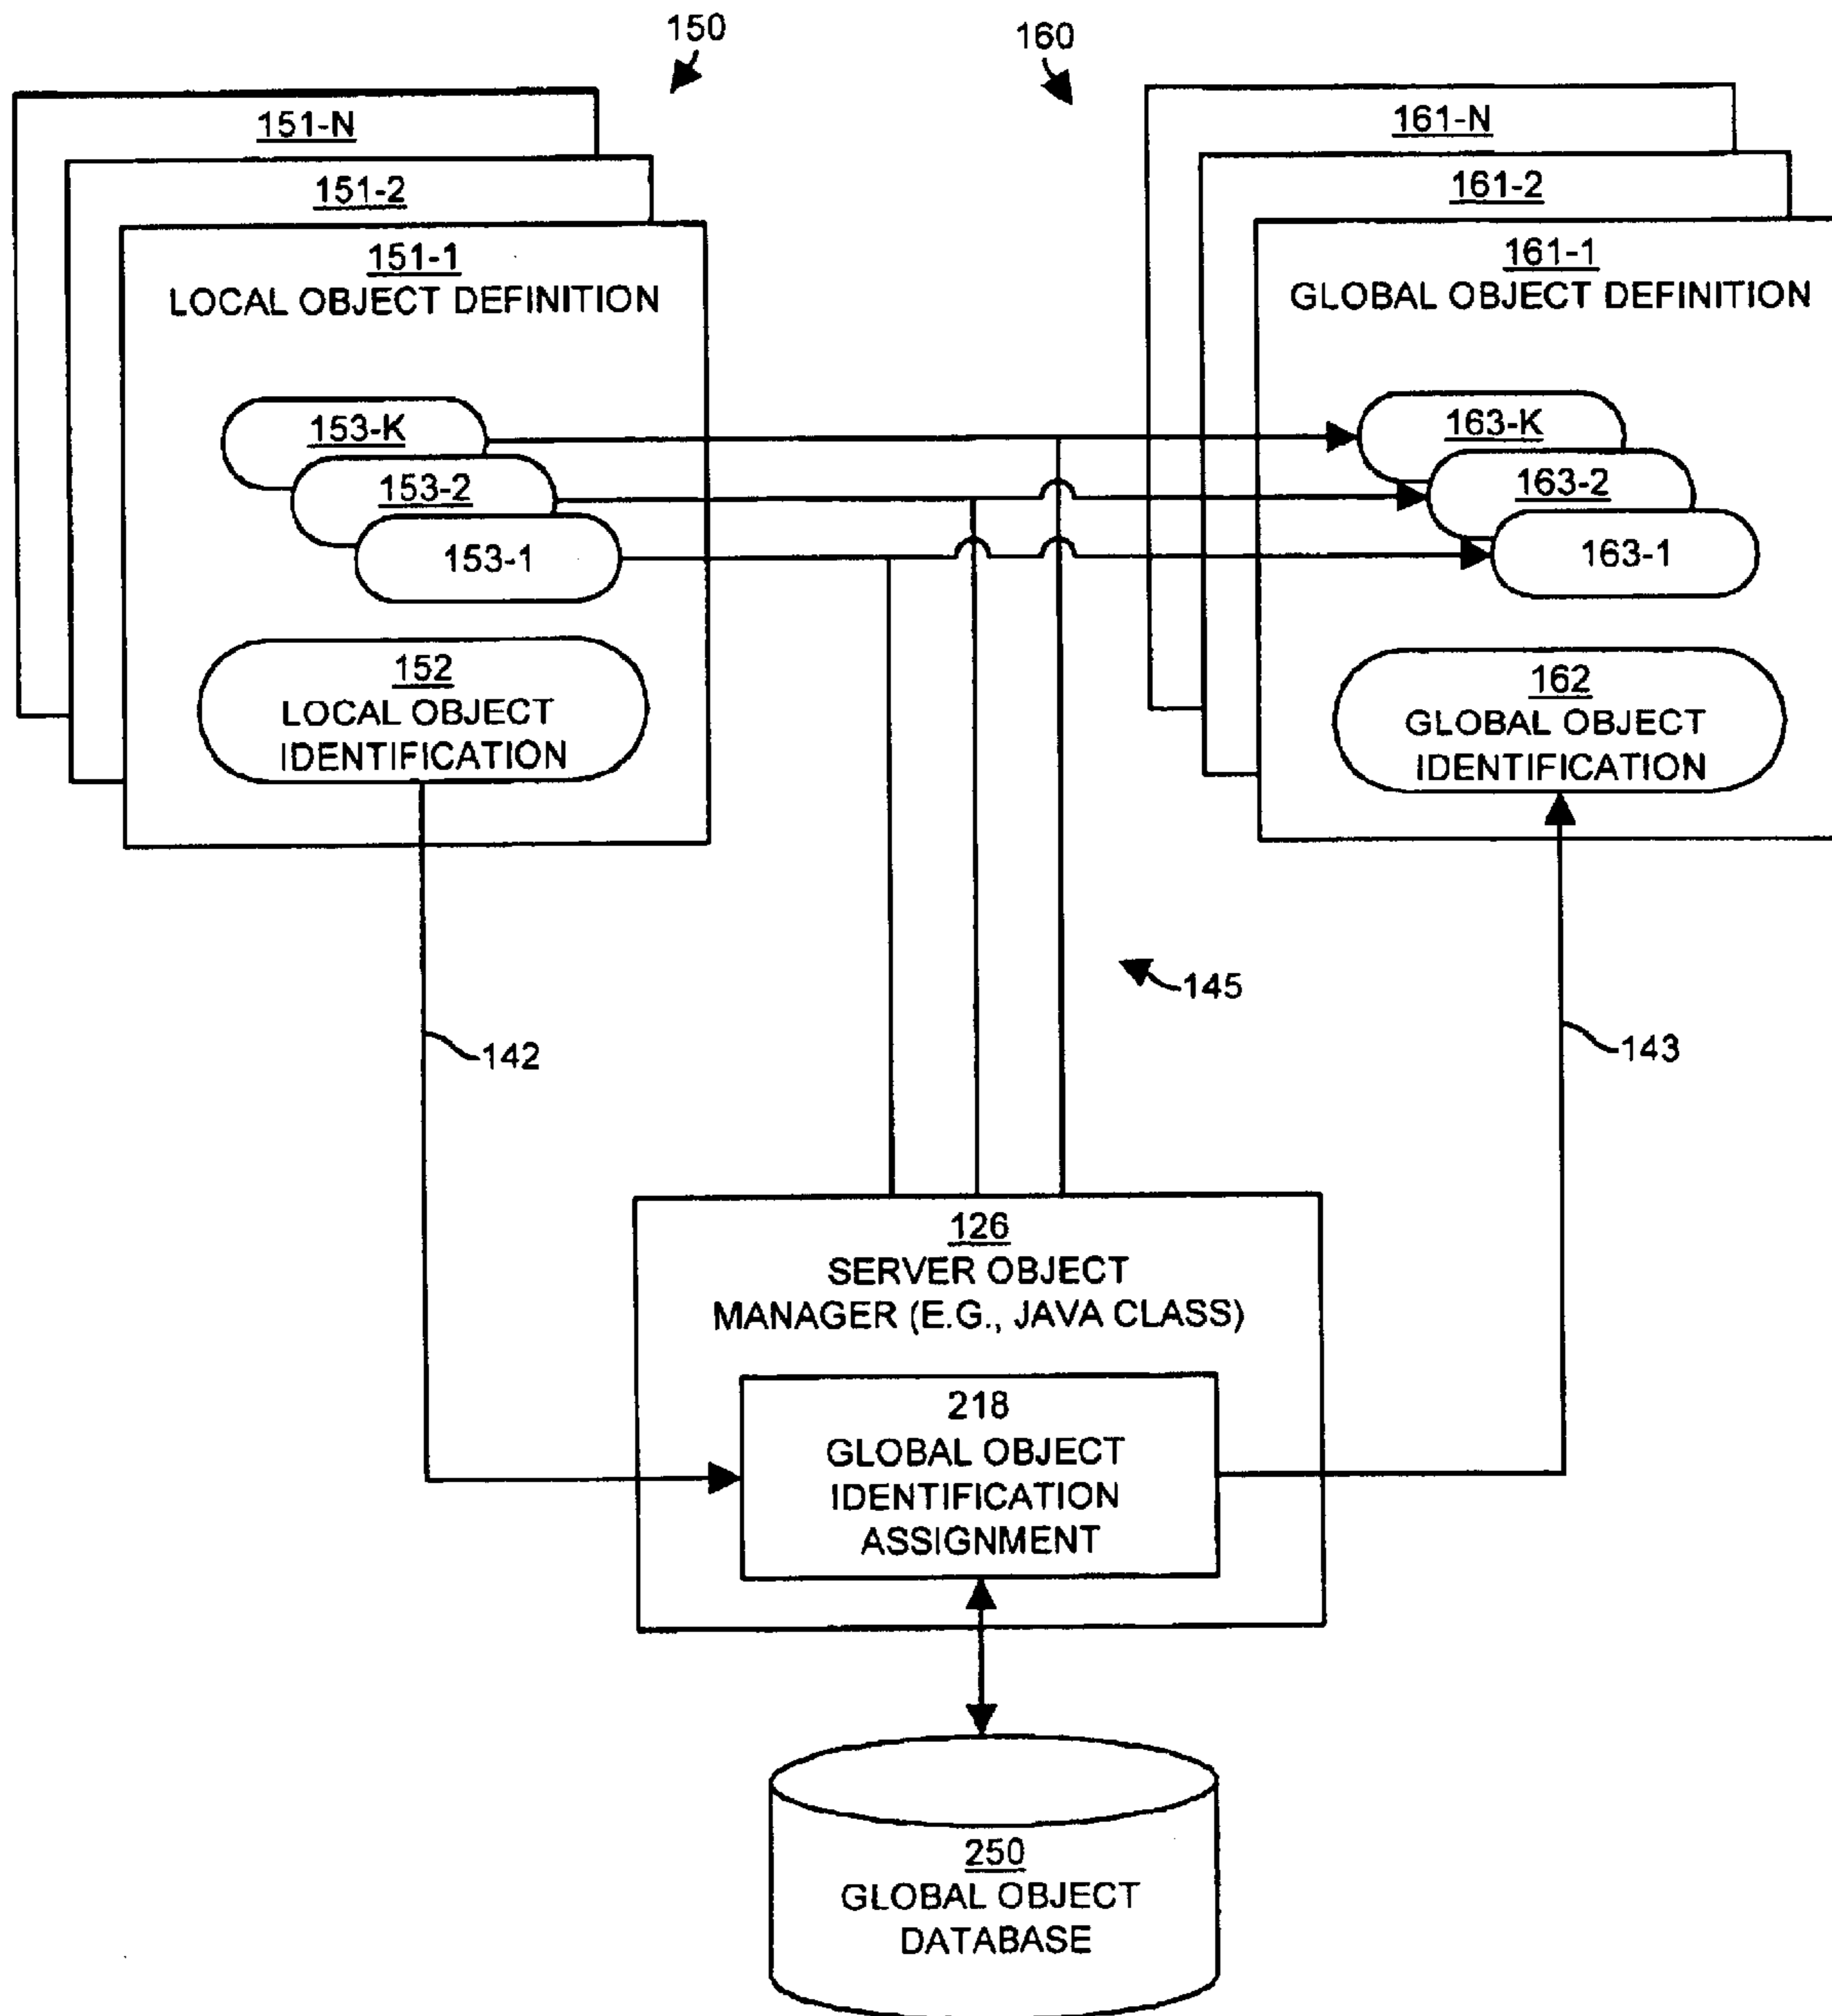 150
160
151-N
151-2
151-1
LOCAL OBJECT DEFINITION
153-K
153-2
153-1
152
LOCAL OBJECT
IDENTIFICATION
161-N
161-2
161-1
GLOBAL OBJECT DEFINITION
163-K
163-2
163-1
162
GLOBAL OBJECT
IDENTIFICATION
145
142
143
126
SERVER OBJECT
MANAGER (E.G., JAVA CLASS)
218
GLOBAL OBJECT
IDENTIFICATION
ASSIGNMENT
250
GLOBAL OBJECT
DATABASE